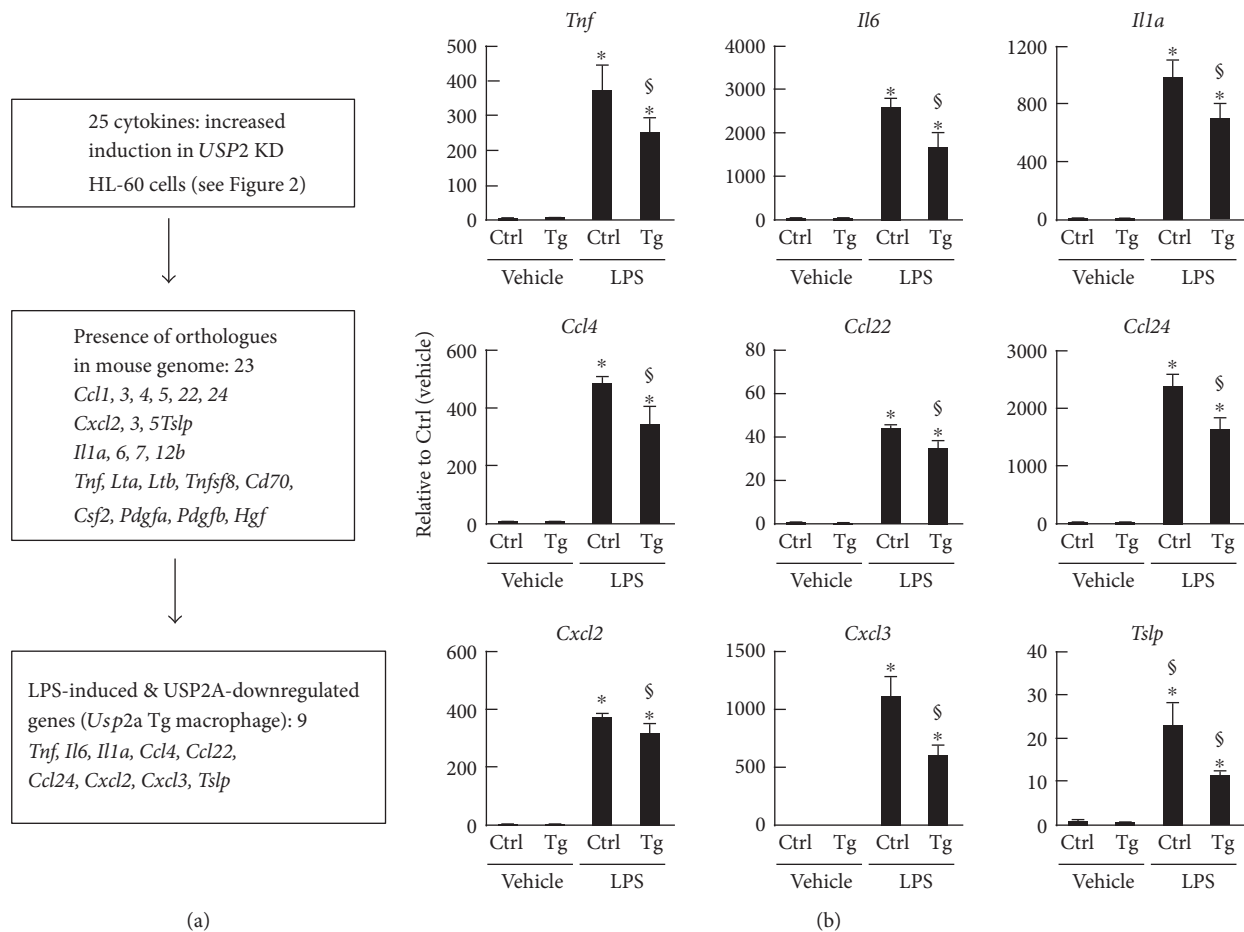 25 cytokines: increased
induction in USP2 KD
HL-60 cells (see Figure 2)
Presence of orthologues
in mouse genome: 23
Ccl1, 3, 4, 5, 22, 24
Cxcl2, 3, 5Tslp
Il1a, 6, 7, 12b
Tnf, Lta, Ltb, Tnfsf8, Cd70,
Csf2, Pdgfa, Pdgfb, Hgf
LPS-induced & USP2A-downregulated
genes (Usp2a Tg macrophage): 9
Tnf, Il6, Il1a, Ccl4, Ccl22,
Ccl24, Cxcl2, Cxcl3, Tslp
(a)
Relative to Ctrl (vehicle)
Tnf
500
400
300
200
100
0
*
§
*
Ctrl Tg Ctrl Tg
Vehicle LPS
Il6
4000
3000
2000
1000
0
*
§
*
Ctrl Tg Ctrl Tg
Vehicle LPS
Il1a
1200
800
400
0
*
§
*
Ctrl Tg Ctrl Tg
Vehicle LPS
Ccl4
600
400
200
0
*
§
*
Ctrl Tg Ctrl Tg
Vehicle LPS
Ccl22
80
60
40
20
0
*
§
*
Ctrl Tg Ctrl Tg
Vehicle LPS
Ccl24
3000
2000
1000
0
*
§
*
Ctrl Tg Ctrl Tg
Vehicle LPS
Cxcl2
600
400
200
0
*
§
*
Ctrl Tg Ctrl Tg
Vehicle LPS
Cxcl3
1500
1000
500
0
*
§
*
Ctrl Tg Ctrl Tg
Vehicle LPS
Tslp
40
30
20
10
0
§
*
§
*
Ctrl Tg Ctrl Tg
Vehicle LPS
(b)